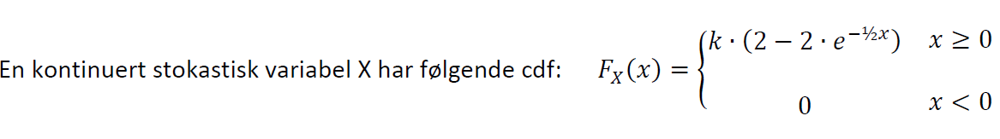 En kontinuert stokastisk variabel X har følgende cdf: F_X(x) = { k · (2 − 2 · e^{−½x}) x ≥ 0
0 x < 0